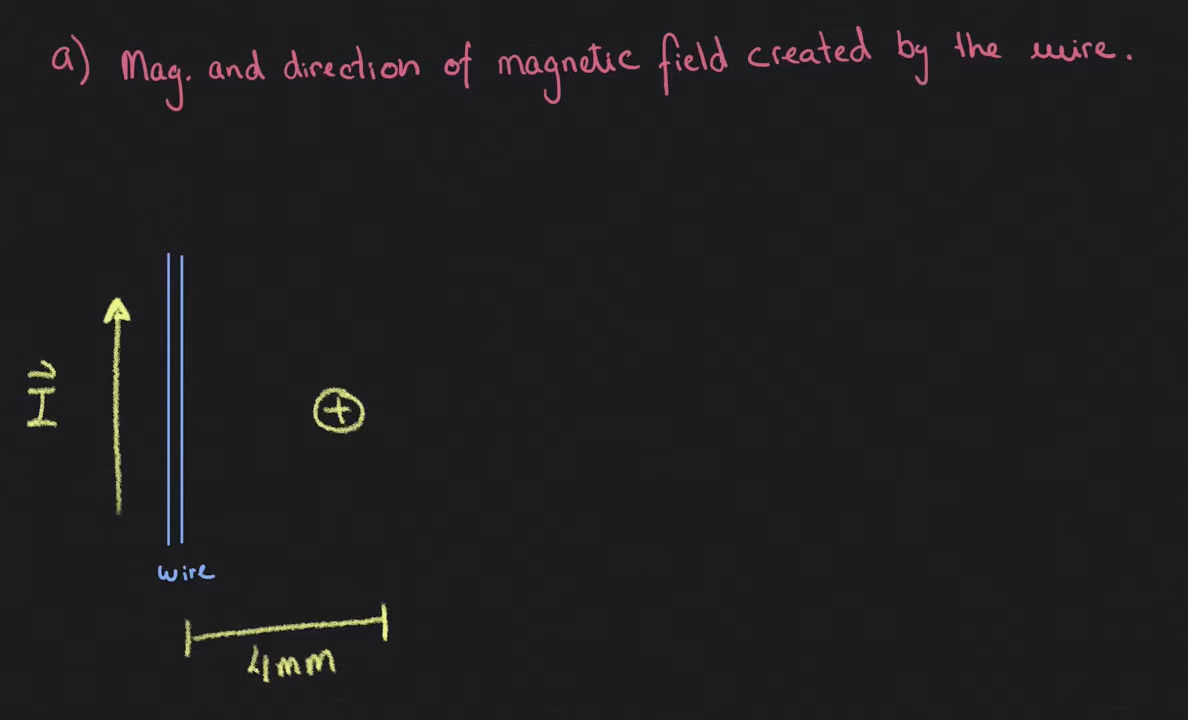 a) Mag. and direction of magnetic field created by the wire.
I
+
wire
4mm